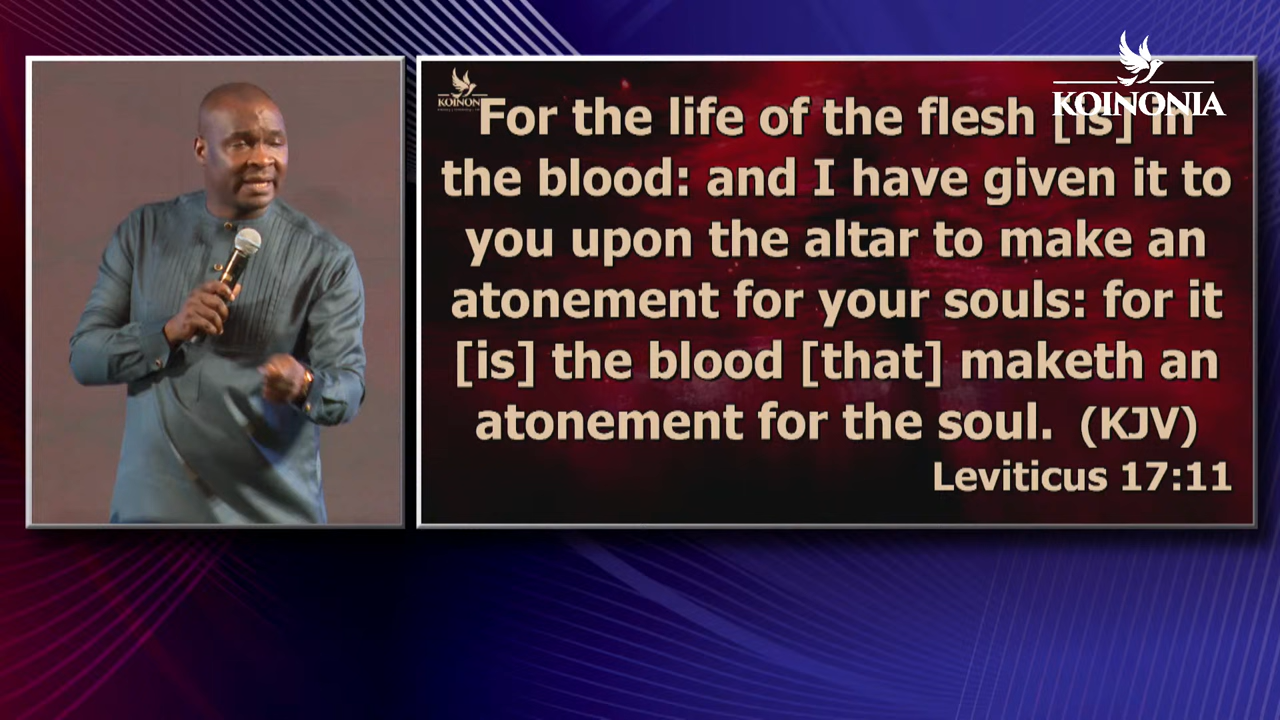 KOINONIA
KOINONIA
For the life of the flesh [is] in
the blood: and I have given it to
you upon the altar to make an
atonement for your souls: for it
[is] the blood [that] maketh an
atonement for the soul. (KJV)
Leviticus 17:11